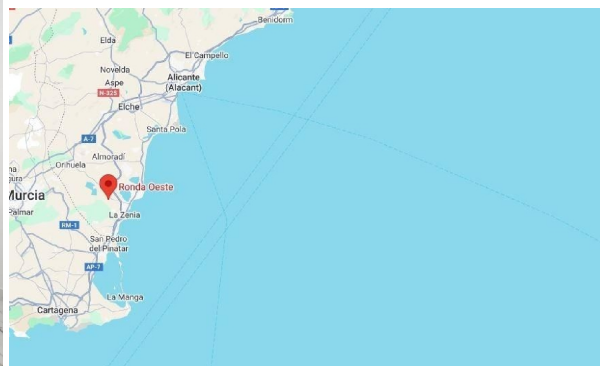 Benidorm
Elda
El Campello
Novelda
Alicante
(Alacant)
Aspe
N-325
Elche
Santa Pola
A-7
Almoradí
Orihuela
Ronda Oeste
Murcia
Palmar
La Zenia
RM-1
San Pedro
del Pinatar
AP-7
La Manga
Cartagena